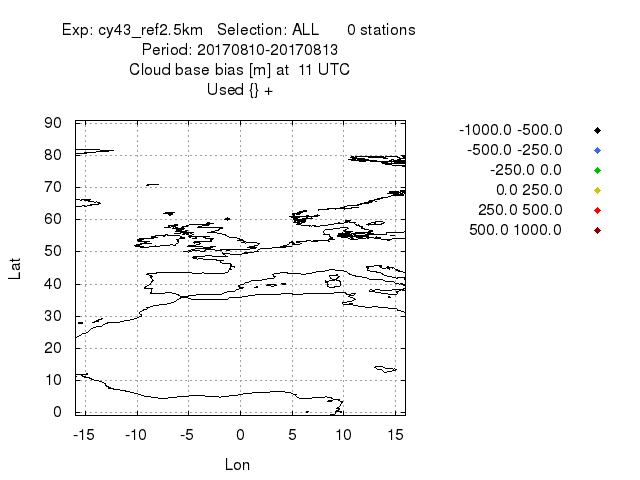 Exp: cy43_ref2.5km   Selection: ALL      0 stations
Period: 20170810-20170813
Cloud base bias [m] at  11 UTC
Used {} +
-1000.0 -500.0
-500.0 -250.0
-250.0 0.0
0.0 250.0
250.0 500.0
500.0 1000.0
90
80
70
60
50
40
30
20
10
0
Lat
-15 -10 -5 0 5 10 15
Lon